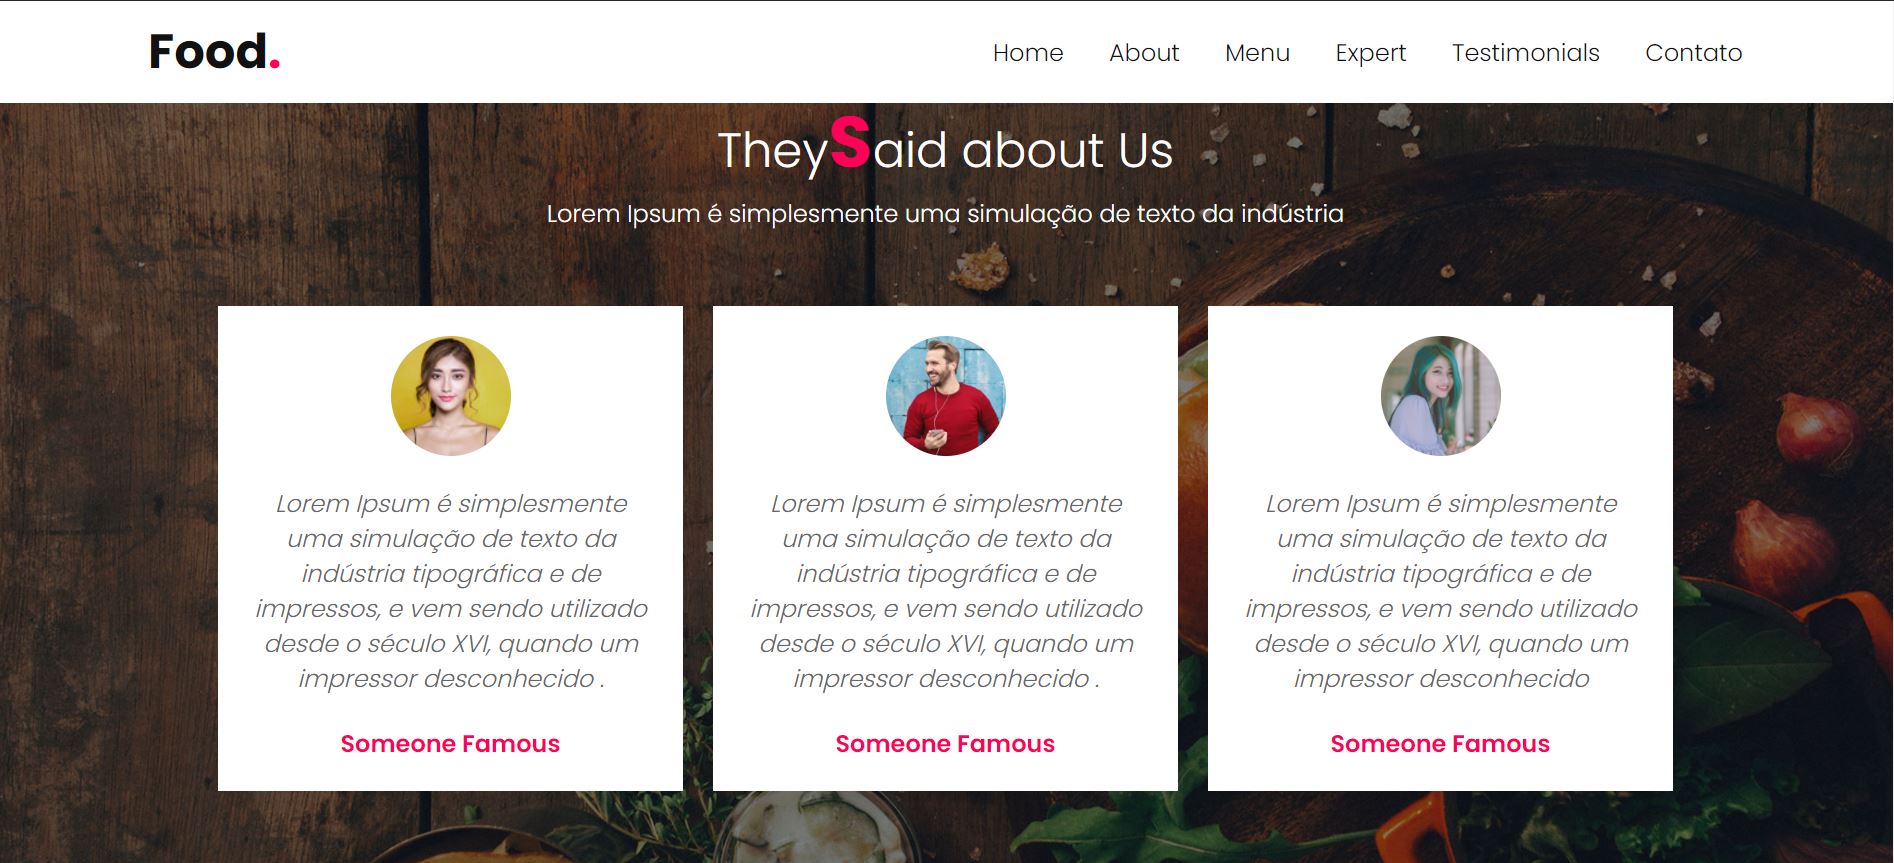 Food.
Home About Menu Expert Testimonials Contato
TheySaid about Us
Lorem Ipsum é simplesmente uma simulação de texto da indústria
Lorem Ipsum é simplesmente
uma simulação de texto da
indústria tipográfica e de
impressos, e vem sendo utilizado
desde o século XVI, quando um
impressor desconhecido .
Someone Famous
Lorem Ipsum é simplesmente
uma simulação de texto da
indústria tipográfica e de
impressos, e vem sendo utilizado
desde o século XVI, quando um
impressor desconhecido .
Someone Famous
Lorem Ipsum é simplesmente
uma simulação de texto da
indústria tipográfica e de
impressos, e vem sendo utilizado
desde o século XVI, quando um
impressor desconhecido
Someone Famous